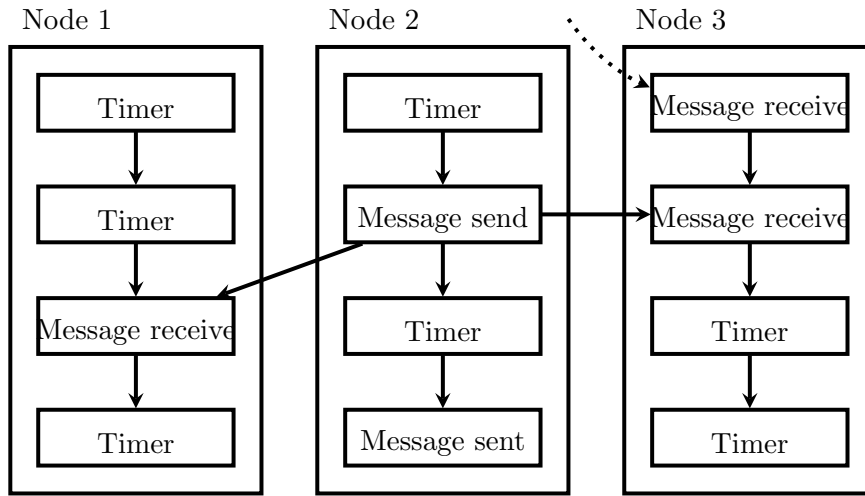 Node 1
Timer
Timer
Message receive
Timer
Node 2
Timer
Message send
Timer
Message sent
Node 3
Message receive
Message receive
Timer
Timer